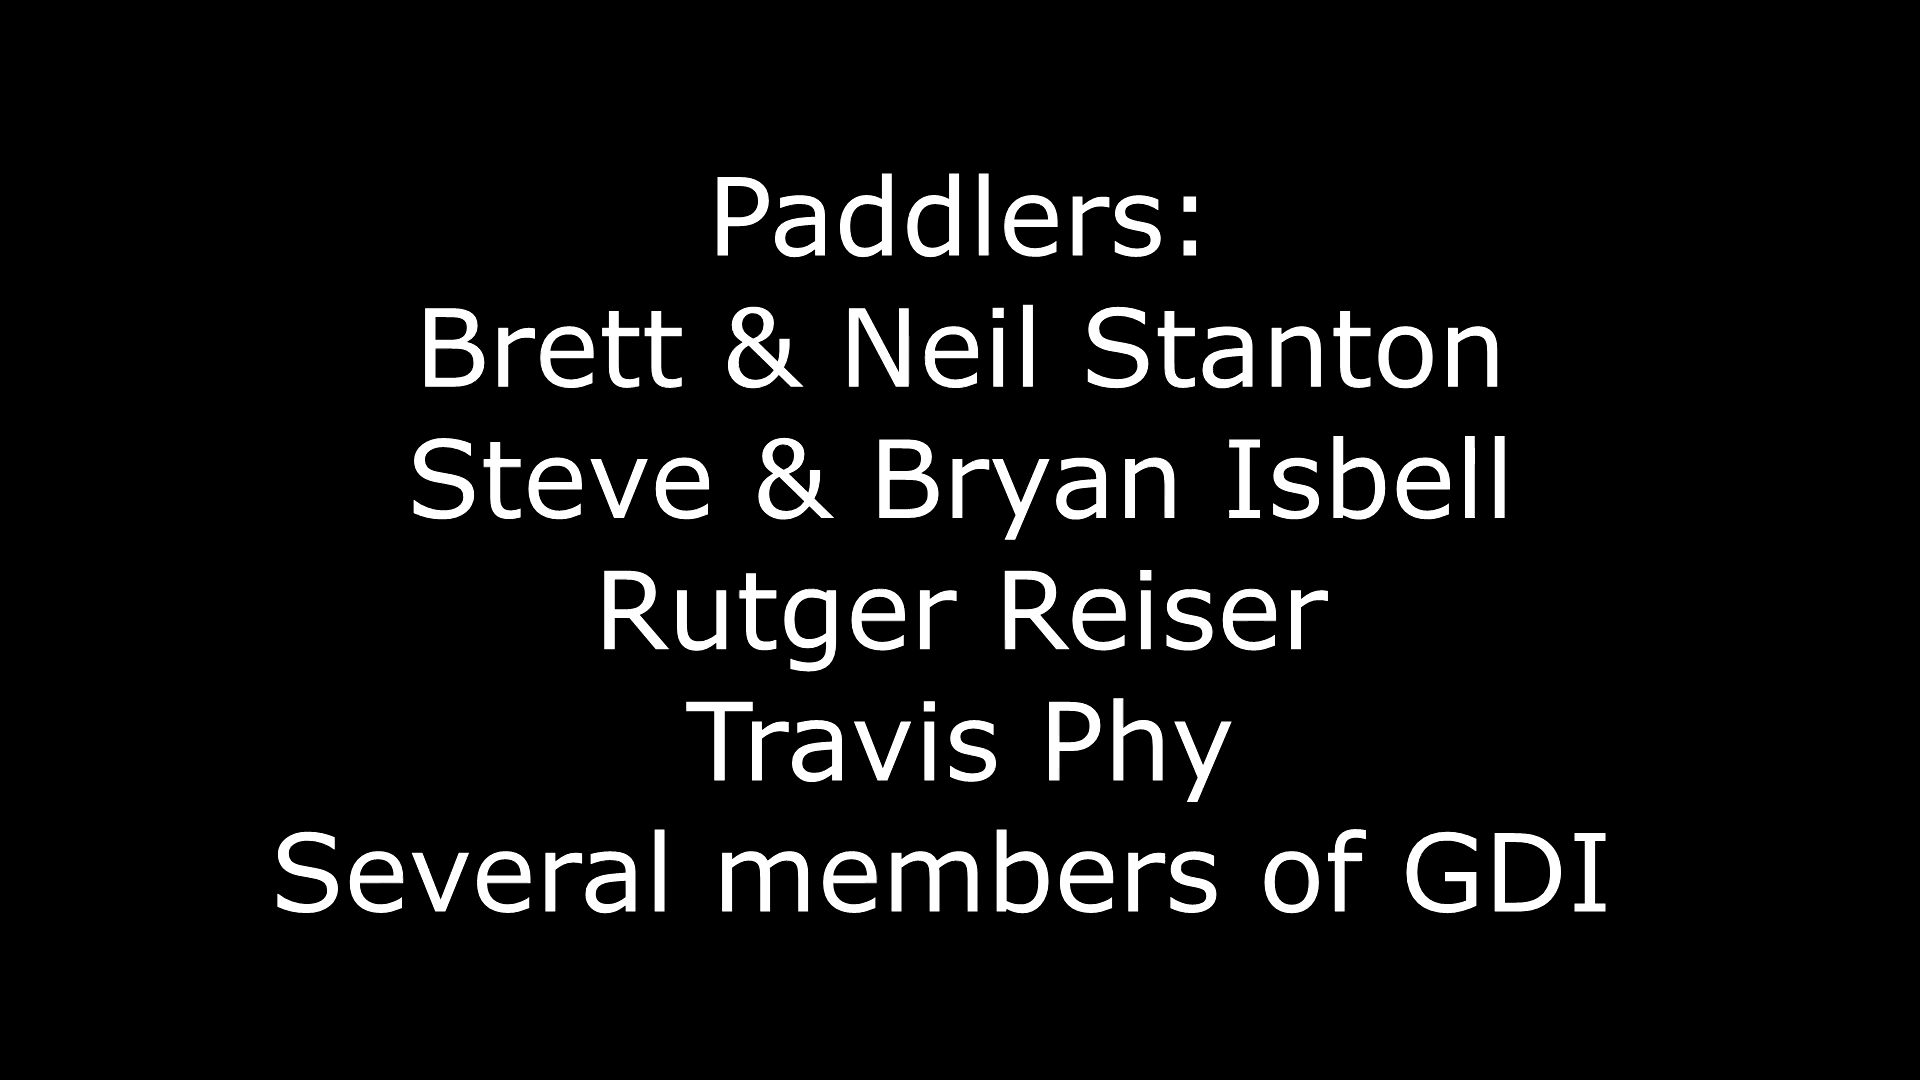 Paddlers:
Brett & Neil Stanton
Steve & Bryan Isbell
Rutger Reiser
Travis Phy
Several members of GDI